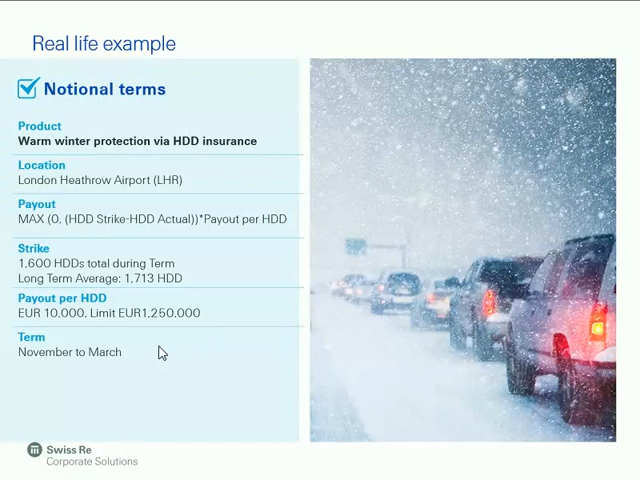 Real life example
Notional terms
Product
Warm winter protection via HDD insurance
Location
London Heathrow Airport (LHR)
Payout
MAX (0, (HDD Strike-HDD Actual))*Payout per HDD
Strike
1,600 HDDs total during Term
Long Term Average: 1,713 HDD
Payout per HDD
EUR 10,000, Limit EUR1,250,000
Term
November to March
Swiss Re
Corporate Solutions